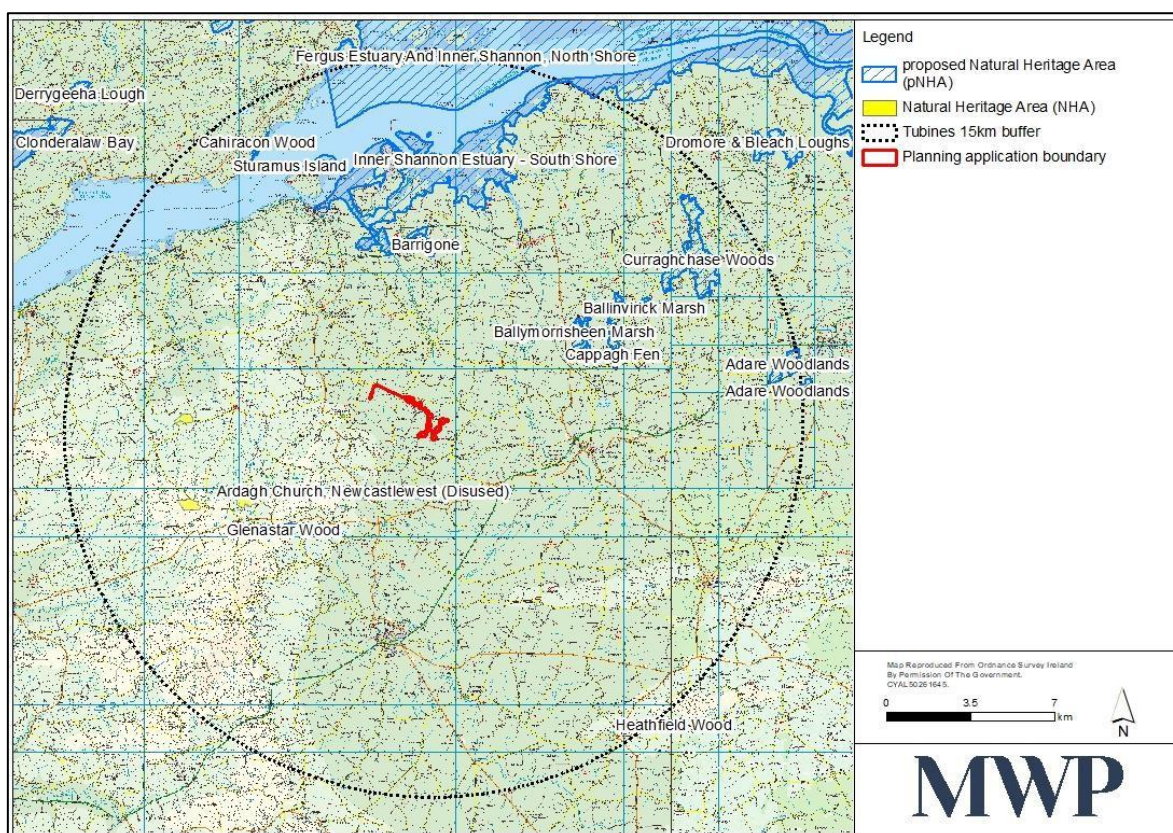 Fergus Estuary And Inner Shannon, North Shore
Derrygeeha Lough
Clonderalaw Bay
Cahiracon Wood
Dromore & Bleach Loughs
Sturamus Island
Inner Shannon Estuary - South Shore
Barrigone
Curraghchase Woods
Ballinvirick Marsh
Ballymorrisheen Marsh
Cappagh Fen
Adare Woodlands
Adare Woodlands
Ardagh Church, Newcastlewest (Disused)
Glenastar Wood
Heathfield Wood
Legend
proposed Natural Heritage Area
(pNHA)
Natural Heritage Area (NHA)
Tubines 15km buffer
Planning application boundary
Map Reproduced From Ordnance Survey Ireland
By Permission Of The Government.
CYAL50261645.
0 3.5 7
km
N
MWP